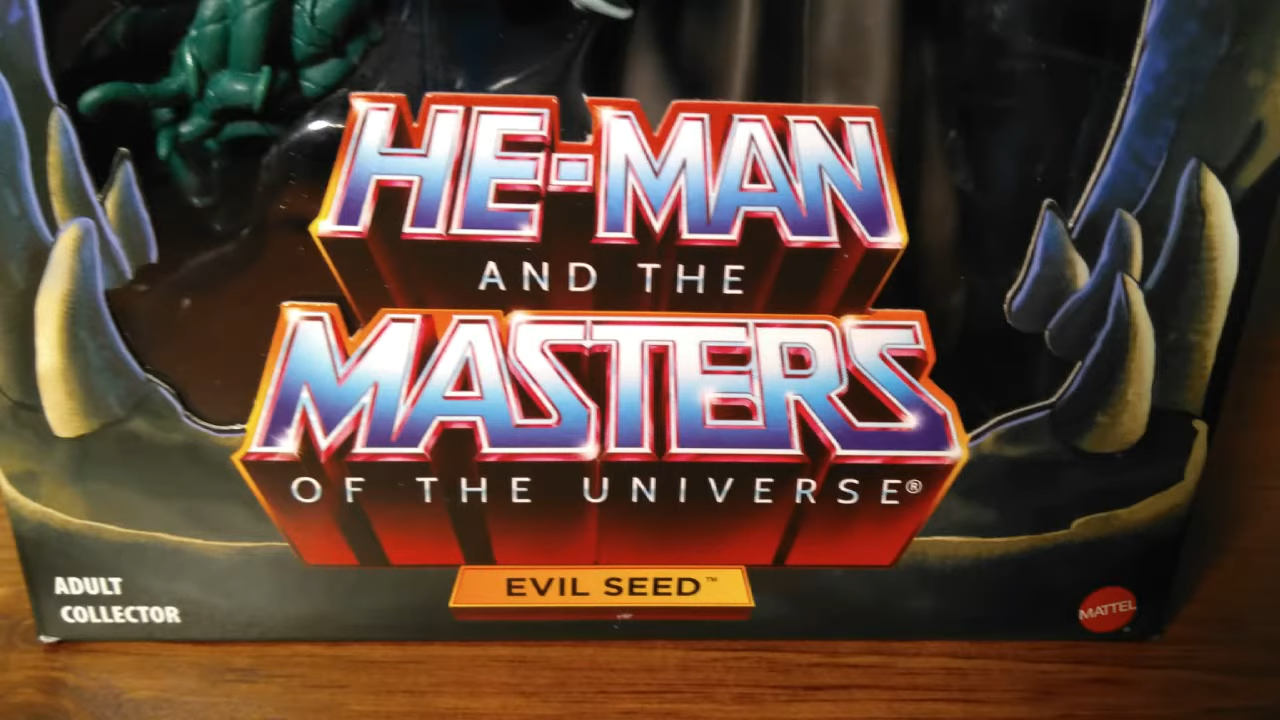 HE-MAN
AND THE
MASTERS
OF THE UNIVERSE®
EVIL SEED™
ADULT
COLLECTOR
MATTEL